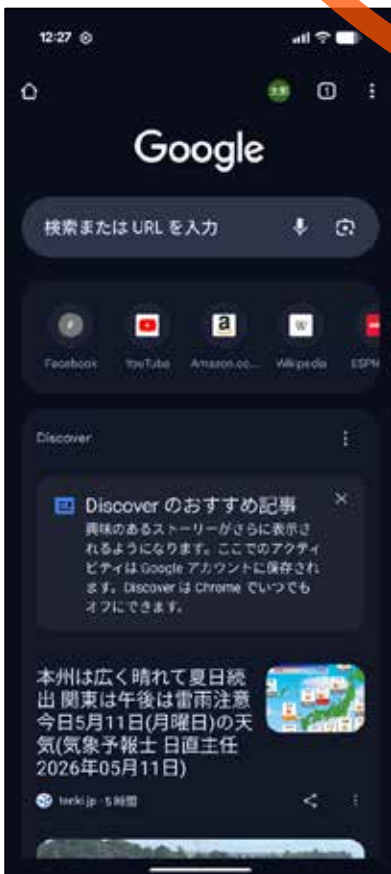 12:27
1
Google
検索または URL を入力
a
W
Facebook
YouTube
Amazon.co...
Wikipedia
ESPN
Discover
Discover のおすすめ記事
興味のあるストーリーがさらに表示さ
れるようになります。ここでのアクティ
ビティは Google アカウントに保存され
ます。Discover は Chrome でいつでも
オフにできます。
本州は広く晴れて夏日続
出 関東は午後は雷雨注意
今日5月11日(月曜日)の天
気(気象予報士 日直主任
2026年05月11日)
tenki.jp · 5 時間